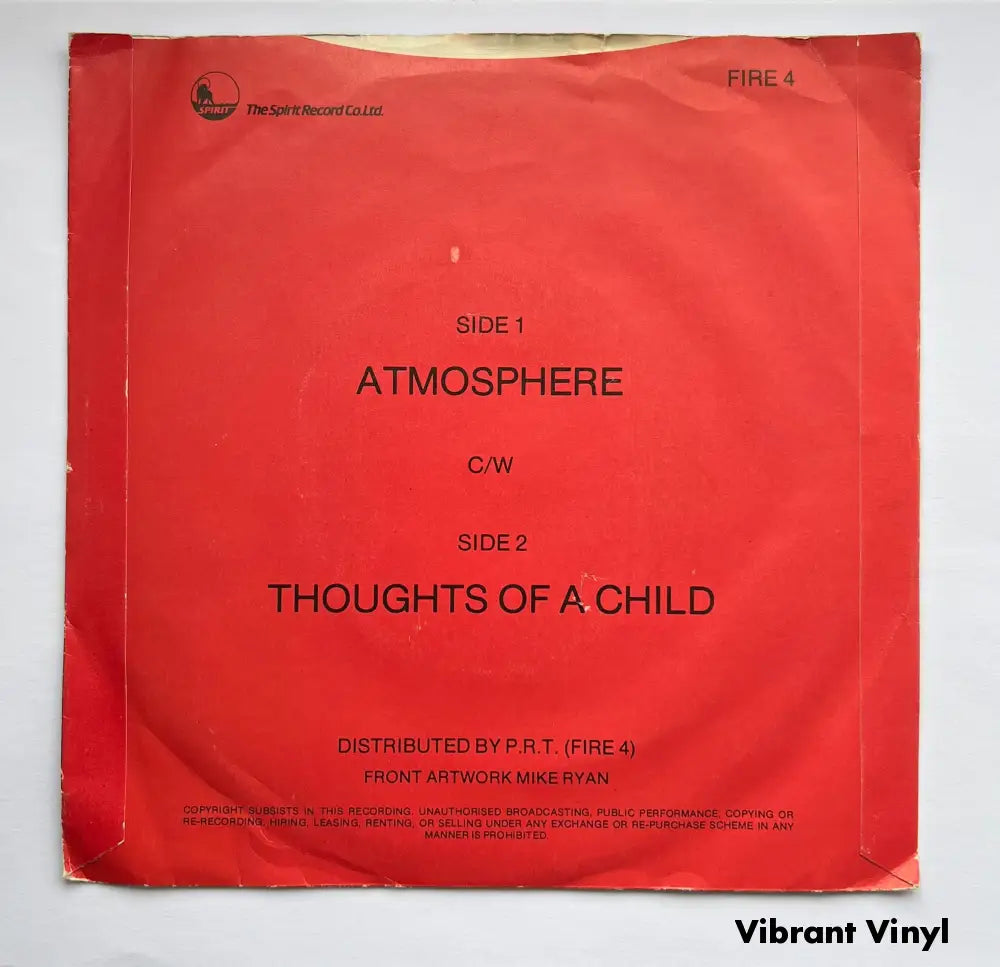 FIRE 4
SPIRIT
The Spirit Record Co.Ltd.
SIDE 1
ATMOSPHERE
C/W
SIDE 2
THOUGHTS OF A CHILD
DISTRIBUTED BY P.R.T. (FIRE 4)
FRONT ARTWORK MIKE RYAN
COPYRIGHT SUBSISTS IN THIS RECORDING. UNAUTHORISED BROADCASTING, PUBLIC PERFORMANCE, COPYING OR
RE-RECORDING, HIRING, LEASING, RENTING, OR SELLING UNDER ANY EXCHANGE OR RE-PURCHASE SCHEME IN ANY
MANNER IS PROHIBITED.
Vibrant Vinyl